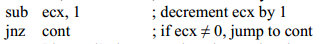 sub ecx, 1 ; decrement ecx by 1
jnz cont ; if ecx ≠ 0, jump to cont